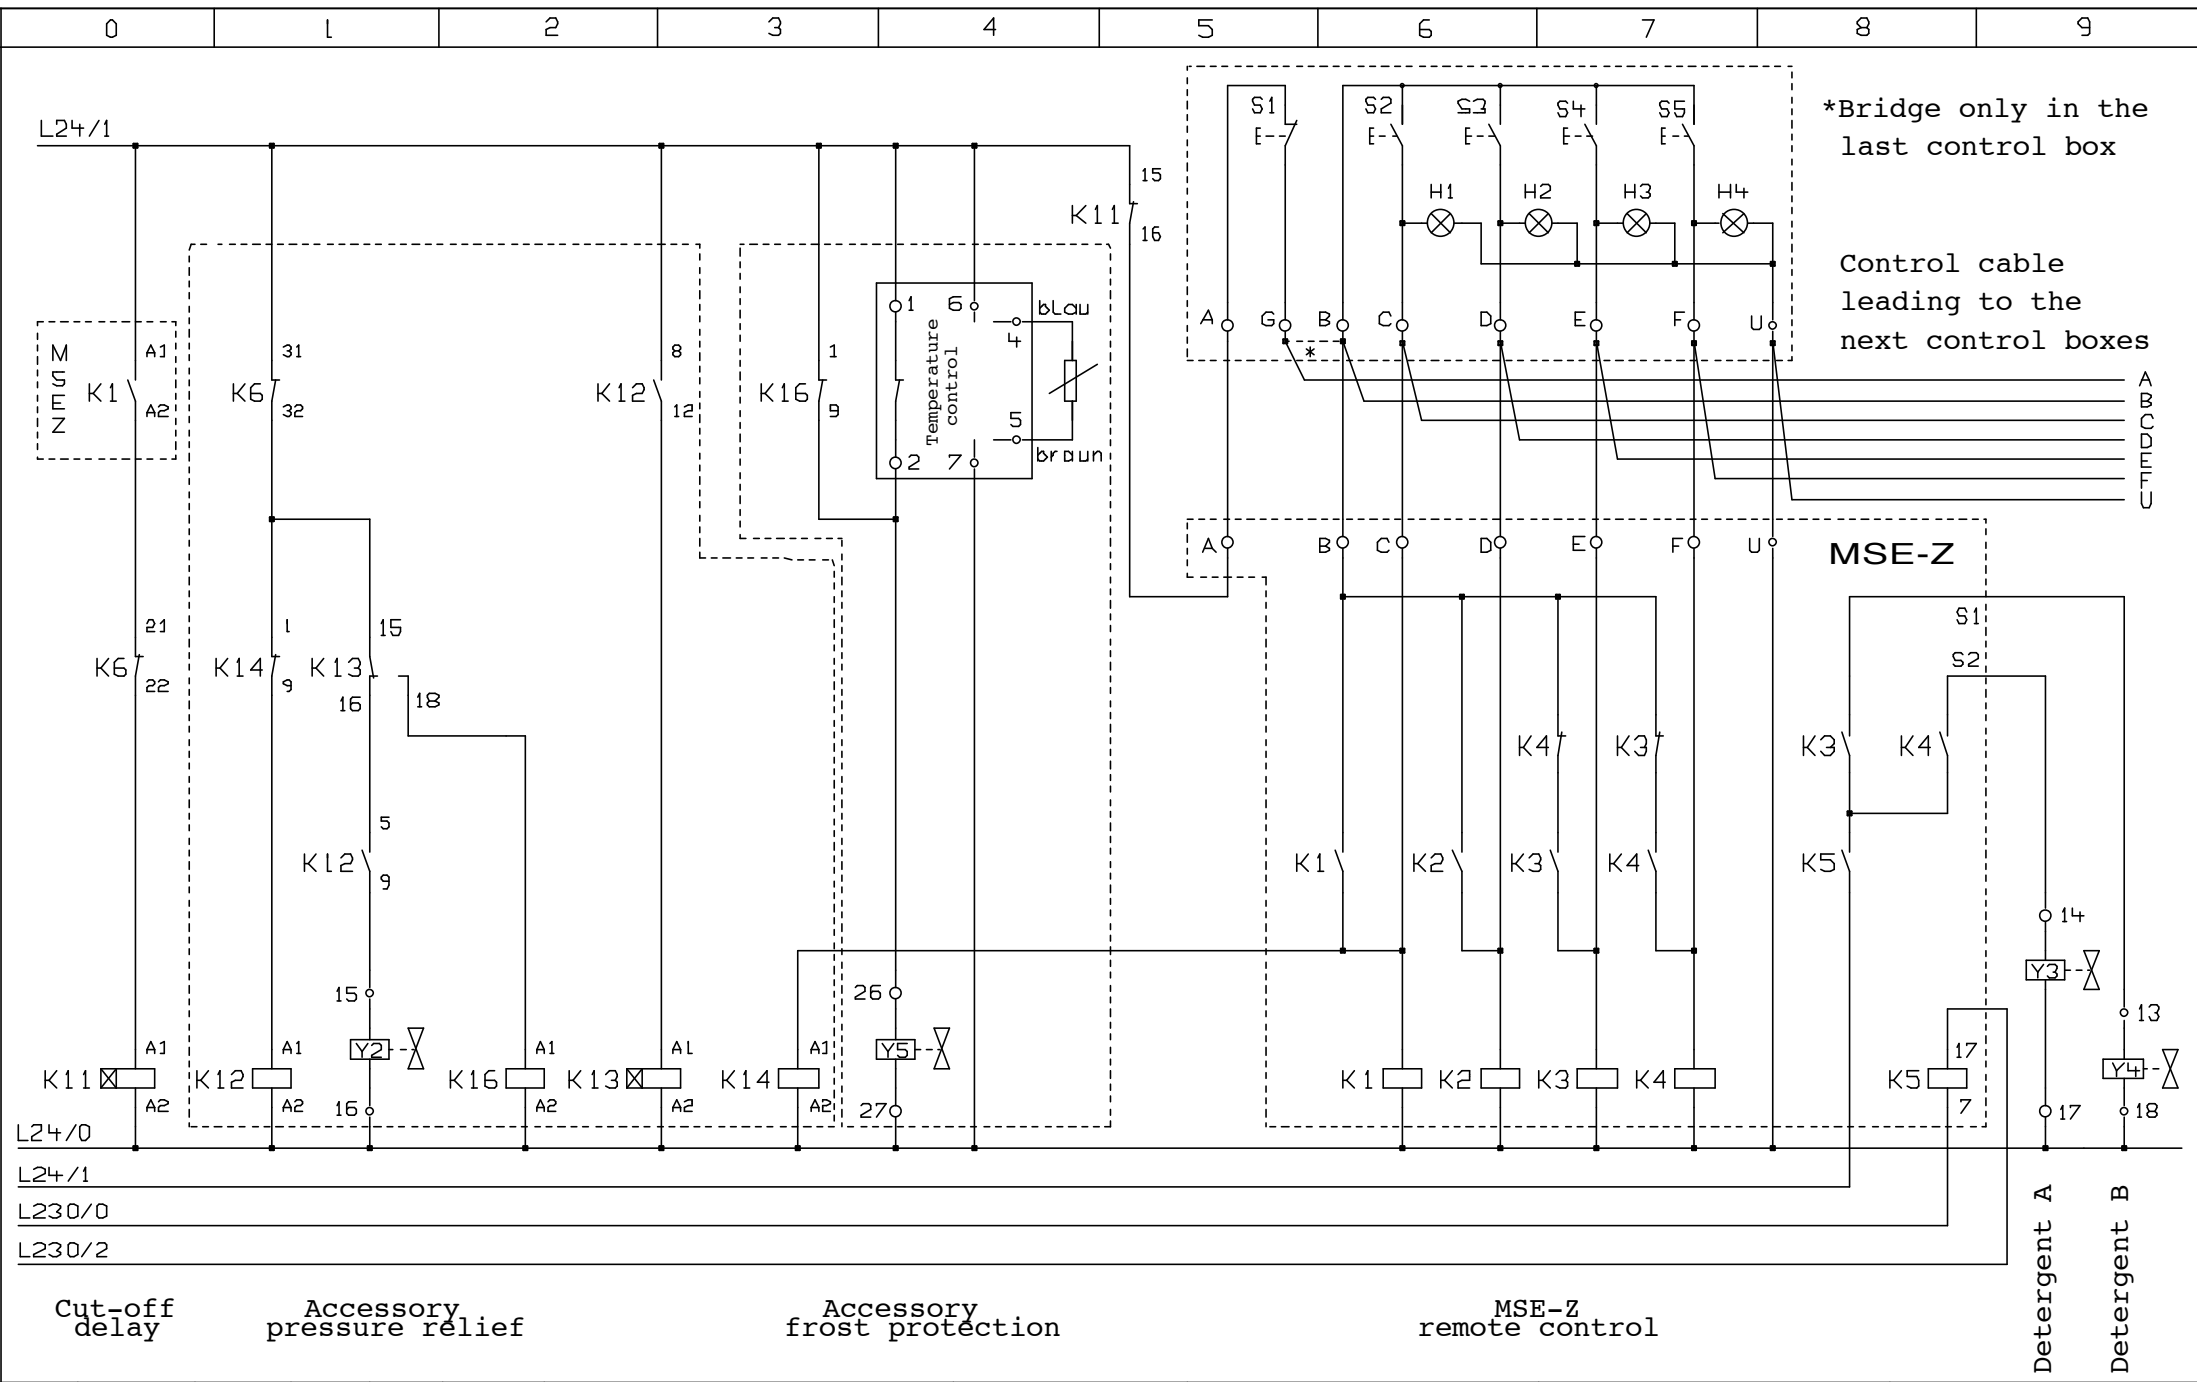 0 1 2 3 4 5 6 7 8 9
S1 S2 S3 S4 S5
*Bridge only in the
last control box
L24/1
15
K11
16
H1 H2 H3 H4
Control cable
leading to the
next control boxes
A G B C D E F U
*
A
B
C
D
E
F
U
MSEZ
K1 A1 A2
K6 31 32
K12 8 12
K16 1 9
1 6
blau
4
Temperature
control
5
2 7
braun
A B C D E F U
MSE-Z
S1
S2
K6 21 22
K14 1 9
K13 15
16 18
K4 K3 K3 K4
K12 5 9
K1 K2 K3 K4 K5
14
Y3
17
13
Y4
18
15
Y2
16
26
Y5
27
K11 A1 A2
K12 A1 A2
K16 A1 A2
K13 A1 A2
K14 A1 A2
K1 K2 K3 K4
K5 17 7
L24/0
L24/1
L230/0
L230/2
Cut-off
delay
Accessory
pressure relief
Accessory
frost protection
MSE-Z
remote control
Detergent A
Detergent B